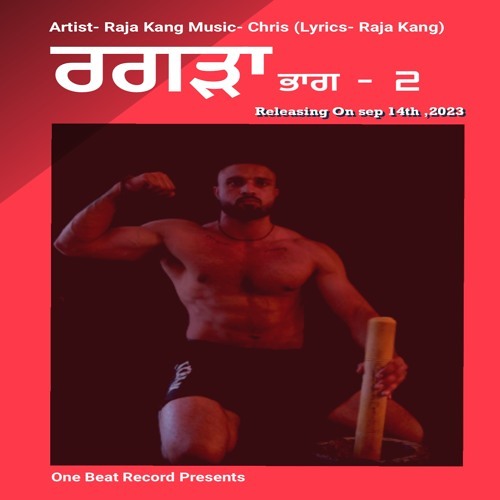 Artist- Raja Kang Music- Chris (Lyrics- Raja Kang)
ਰਗੜਾ ਭਾਗ - 2
Releasing On sep 14th ,2023
One Beat Record Presents